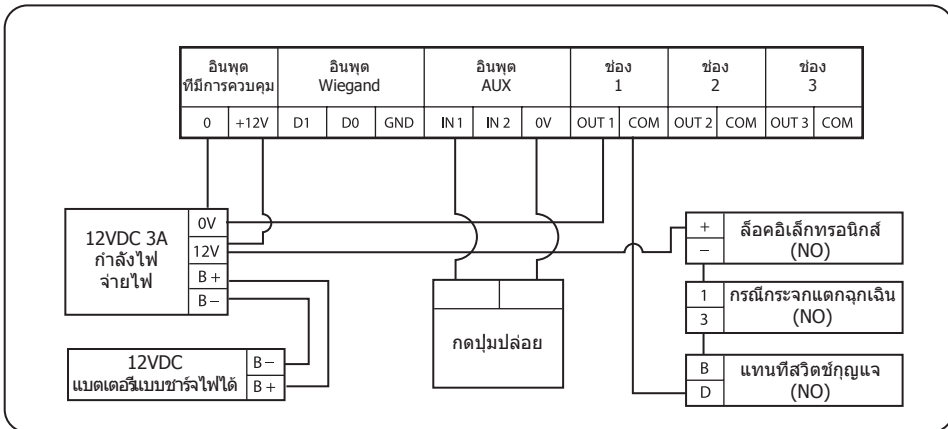 อินพุต
ทีมีการควบคุม
อินพุต
Wiegand
อินพุต
AUX
ช่อง
1
ช่อง
2
ช่อง
3
0 +12V D1 D0 GND IN 1 IN 2 0V OUT 1 COM OUT 2 COM OUT 3 COM
12VDC 3A
กำลังไฟ
จ่ายไฟ
0V
12V
B +
B –
12VDC
แบตเตอรีแบบชาร์จไฟได้
B –
B +
กดปุ่มปล่อย
+
–
ล็อคอิเล็กทรอนิกส์
(NO)
1
3
กรณีกระจกแตกฉุกเฉิน
(NO)
B
D
แทนทีสวิตช์กุญแจ
(NO)